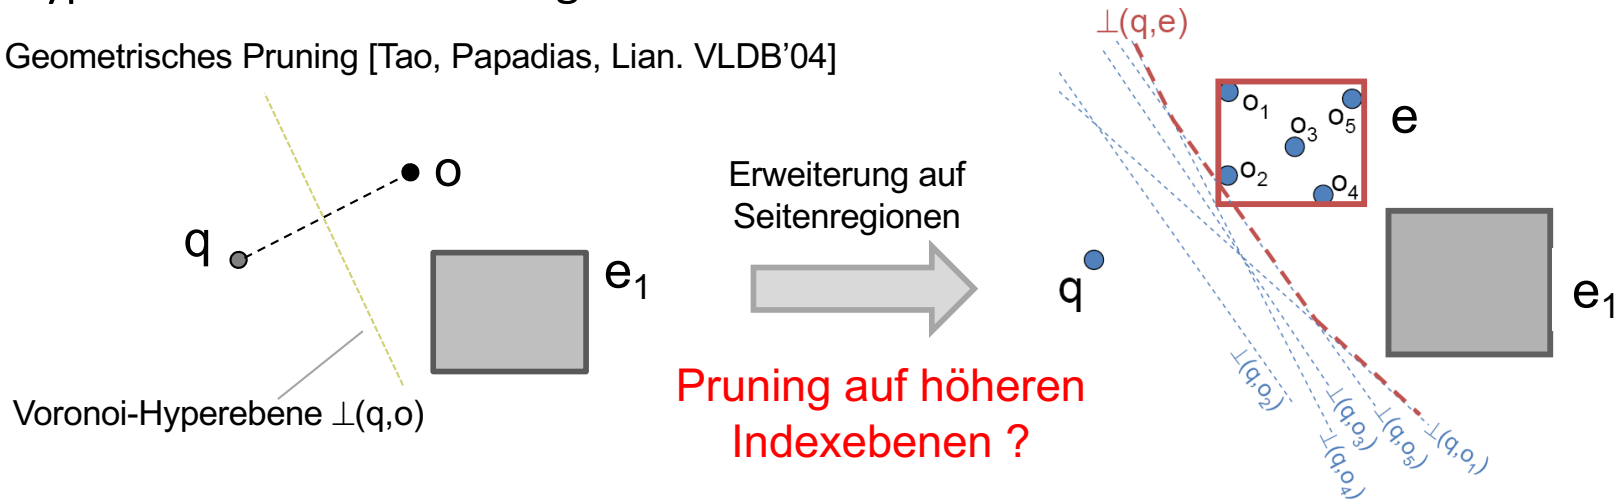 Geometrisches Pruning [Tao, Papadias, Lian. VLDB’04]
o
q
e₁
Voronoi-Hyperebene ⊥(q,o)
Erweiterung auf
Seitenregionen
Pruning auf höheren
Indexebenen ?
⊥(q,e)
o₁
o₅
o₃
o₂
o₄
e
q
e₁
⊥(q,o₂)
⊥(q,o₄)
⊥(q,o₃)
⊥(q,o₅)
⊥(q,o₁)